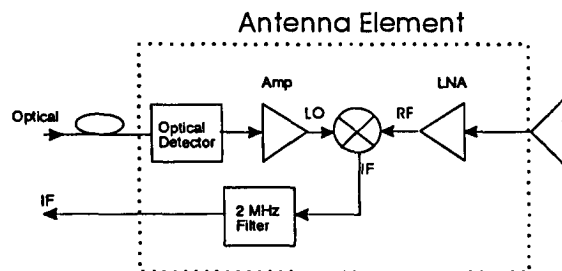 Antenna Element
Amp
LNA
Optical
LO
RF
Optical
Detector
IF
IF
2 MHz
Filter